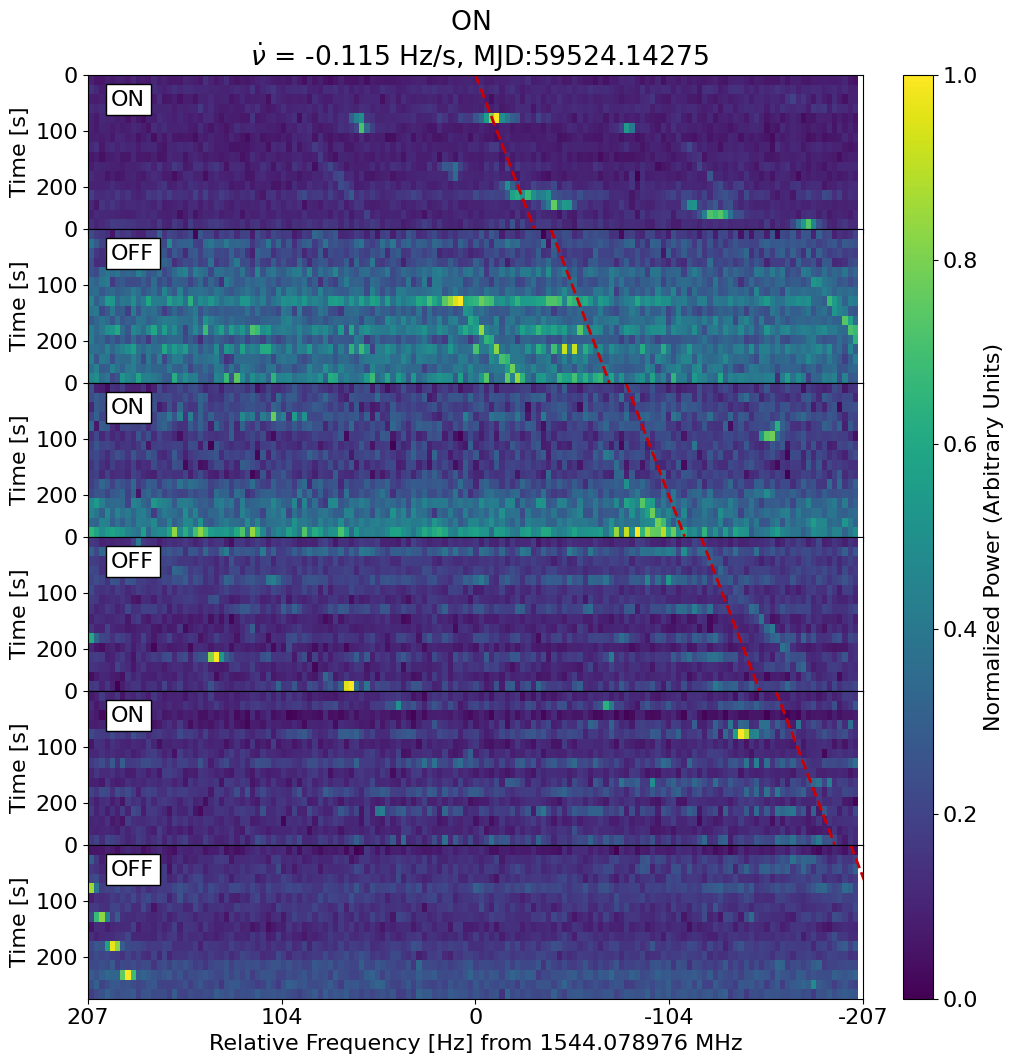 ON
ν̇ = -0.115 Hz/s, MJD:59524.14275
0
ON
Time [s]
100
200
0
OFF
Time [s]
100
200
0
ON
Time [s]
100
200
0
OFF
Time [s]
100
200
0
ON
Time [s]
100
200
0
OFF
Time [s]
100
200
207
104
0
-104
-207
Relative Frequency [Hz] from 1544.078976 MHz
1.0
0.8
0.6
0.4
0.2
0.0
Normalized Power (Arbitrary Units)